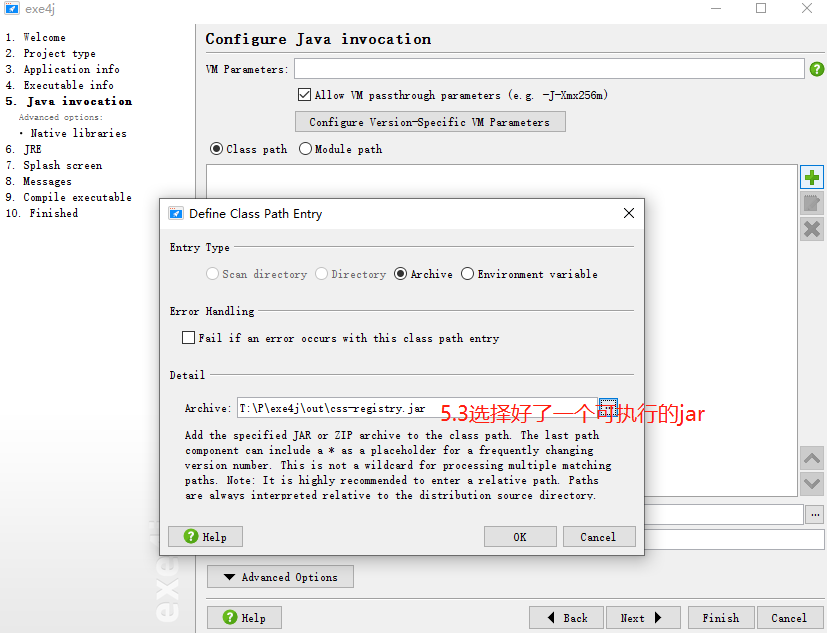 exe4j
1. Welcome
2. Project type
3. Application info
4. Executable info
5. Java invocation
Advanced options:
• Native libraries
6. JRE
7. Splash screen
8. Messages
9. Compile executable
10. Finished
exe
Configure Java invocation
VM Parameters:
Allow VM passthrough parameters (e.g. -J-Xmx256m)
Configure Version-Specific VM Parameters
Class path Module path
Define Class Path Entry
Entry Type
Scan directory Directory Archive Environment variable
Error Handling
Fail if an error occurs with this class path entry
Detail
Archive: T:\P\exe4j\out\css-registry.jar
5.3选择好了一个可执行的jar
Add the specified JAR or ZIP archive to the class path. The last path
component can include a * as a placeholder for a frequently changing
version number. This is not a wildcard for processing multiple matching
paths. Note: It is highly recommended to enter a relative path. Paths
are always interpreted relative to the distribution source directory.
Help OK Cancel
...
Advanced Options
Help Back Next Finish Cancel